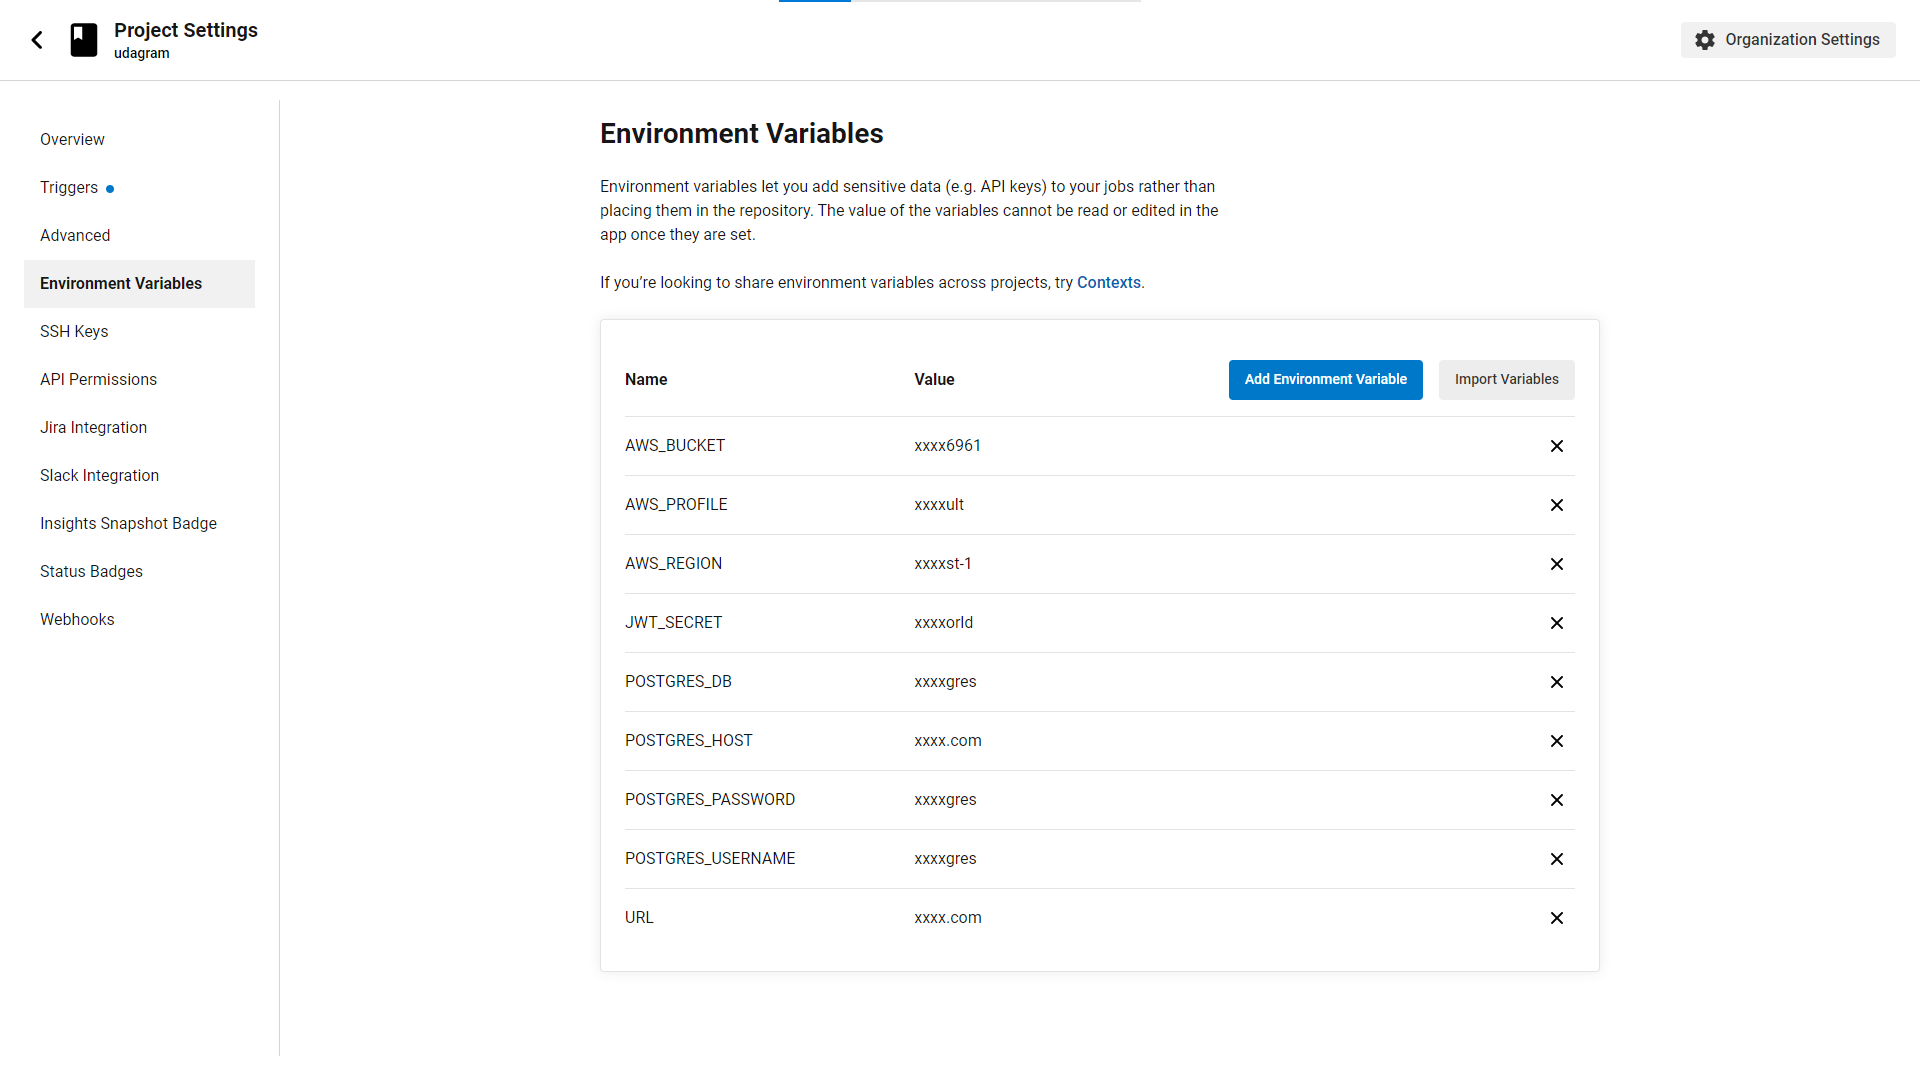 Project Settings
udagram
Organization Settings
Overview
Triggers
Advanced
Environment Variables
SSH Keys
API Permissions
Jira Integration
Slack Integration
Insights Snapshot Badge
Status Badges
Webhooks
Environment Variables
Environment variables let you add sensitive data (e.g. API keys) to your jobs rather than
placing them in the repository. The value of the variables cannot be read or edited in the
app once they are set.
If you’re looking to share environment variables across projects, try Contexts.
Name Value Add Environment Variable Import Variables
AWS_BUCKET xxxx6961
AWS_PROFILE xxxxult
AWS_REGION xxxxst-1
JWT_SECRET xxxxorld
POSTGRES_DB xxxxgres
POSTGRES_HOST xxxx.com
POSTGRES_PASSWORD xxxxgres
POSTGRES_USERNAME xxxxgres
URL xxxx.com